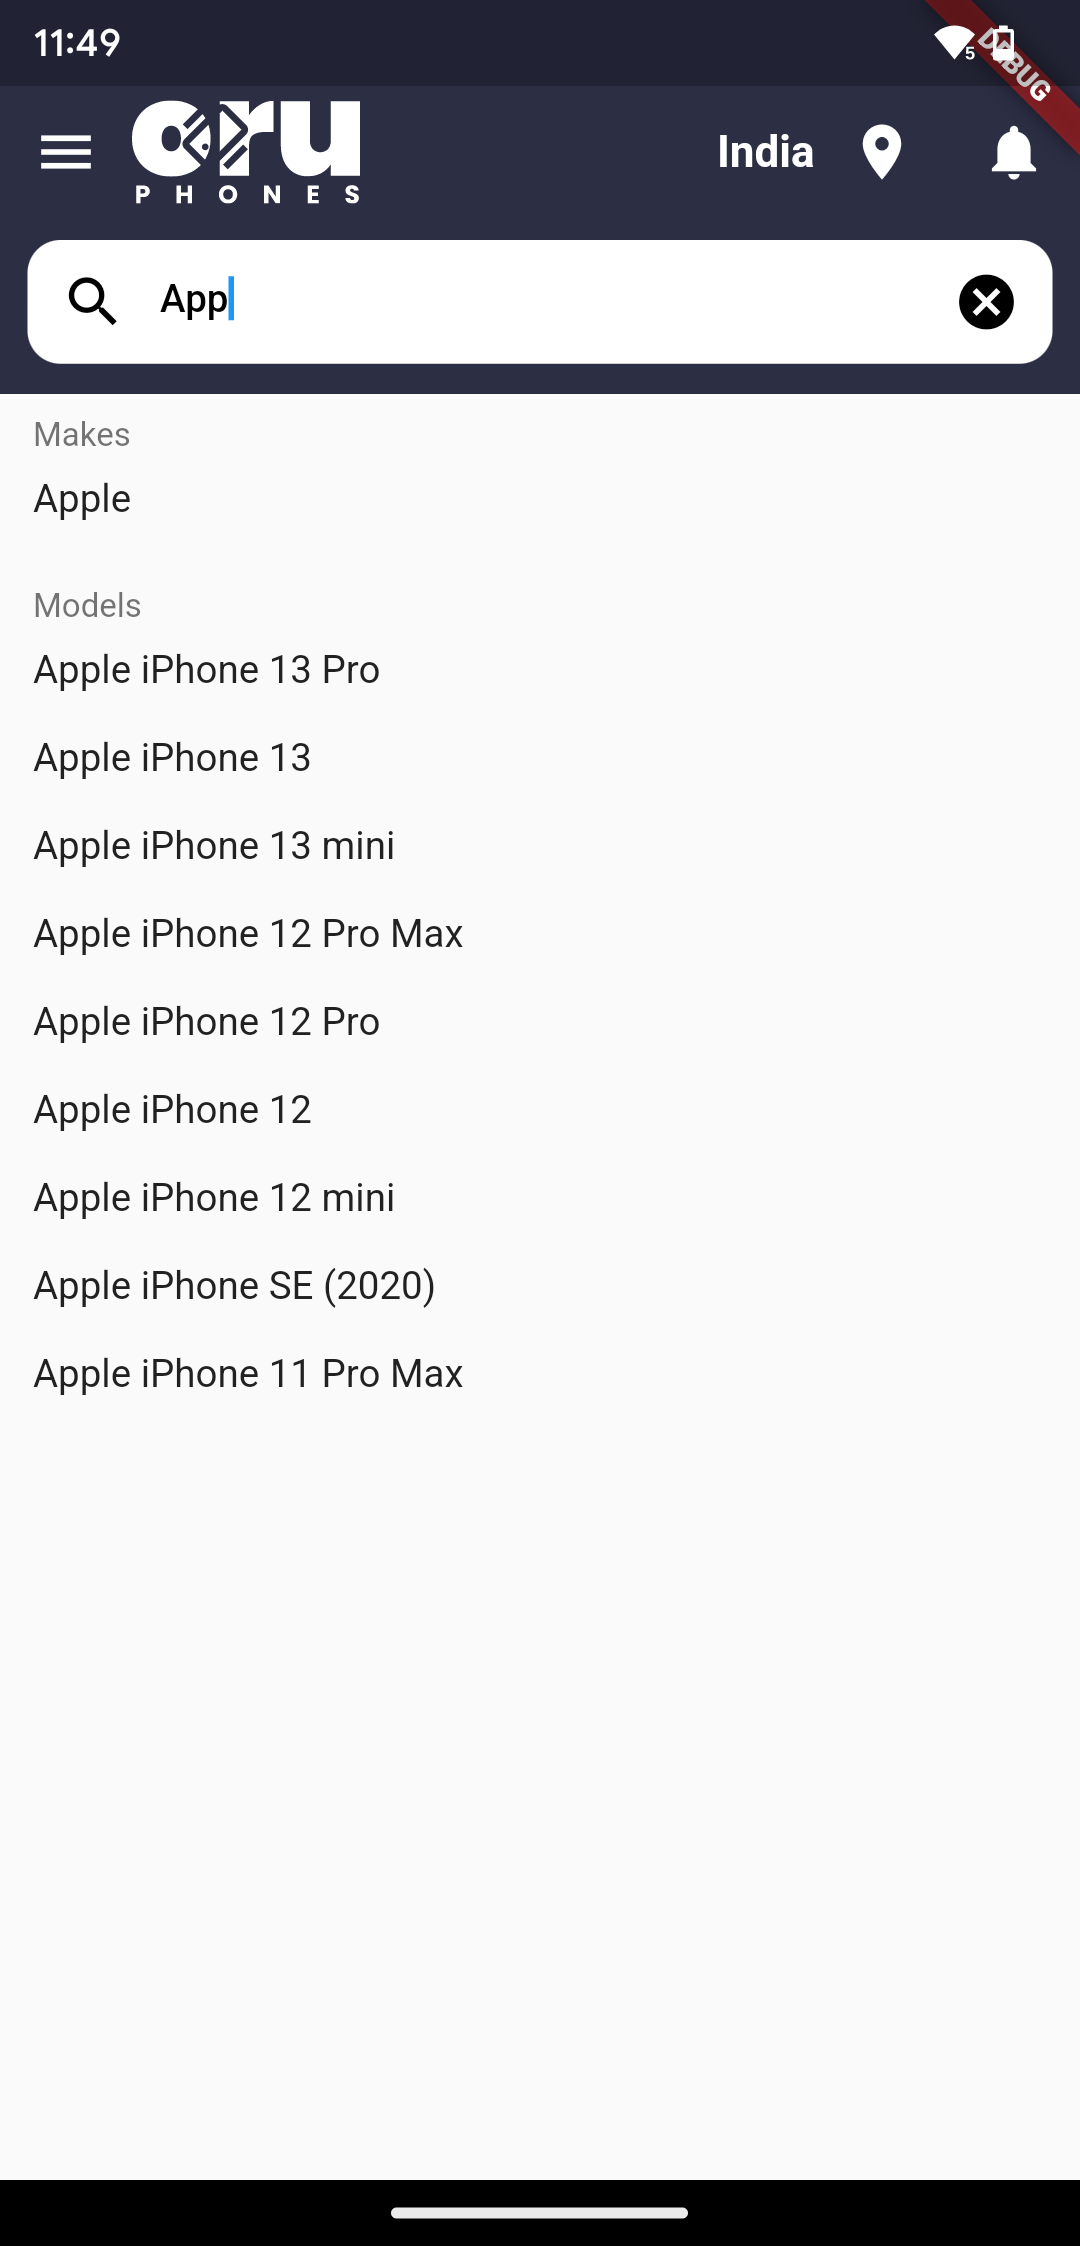 11:49
5
DEBUG
oru
PHONES
India
App
Makes
Apple
Models
Apple iPhone 13 Pro
Apple iPhone 13
Apple iPhone 13 mini
Apple iPhone 12 Pro Max
Apple iPhone 12 Pro
Apple iPhone 12
Apple iPhone 12 mini
Apple iPhone SE (2020)
Apple iPhone 11 Pro Max